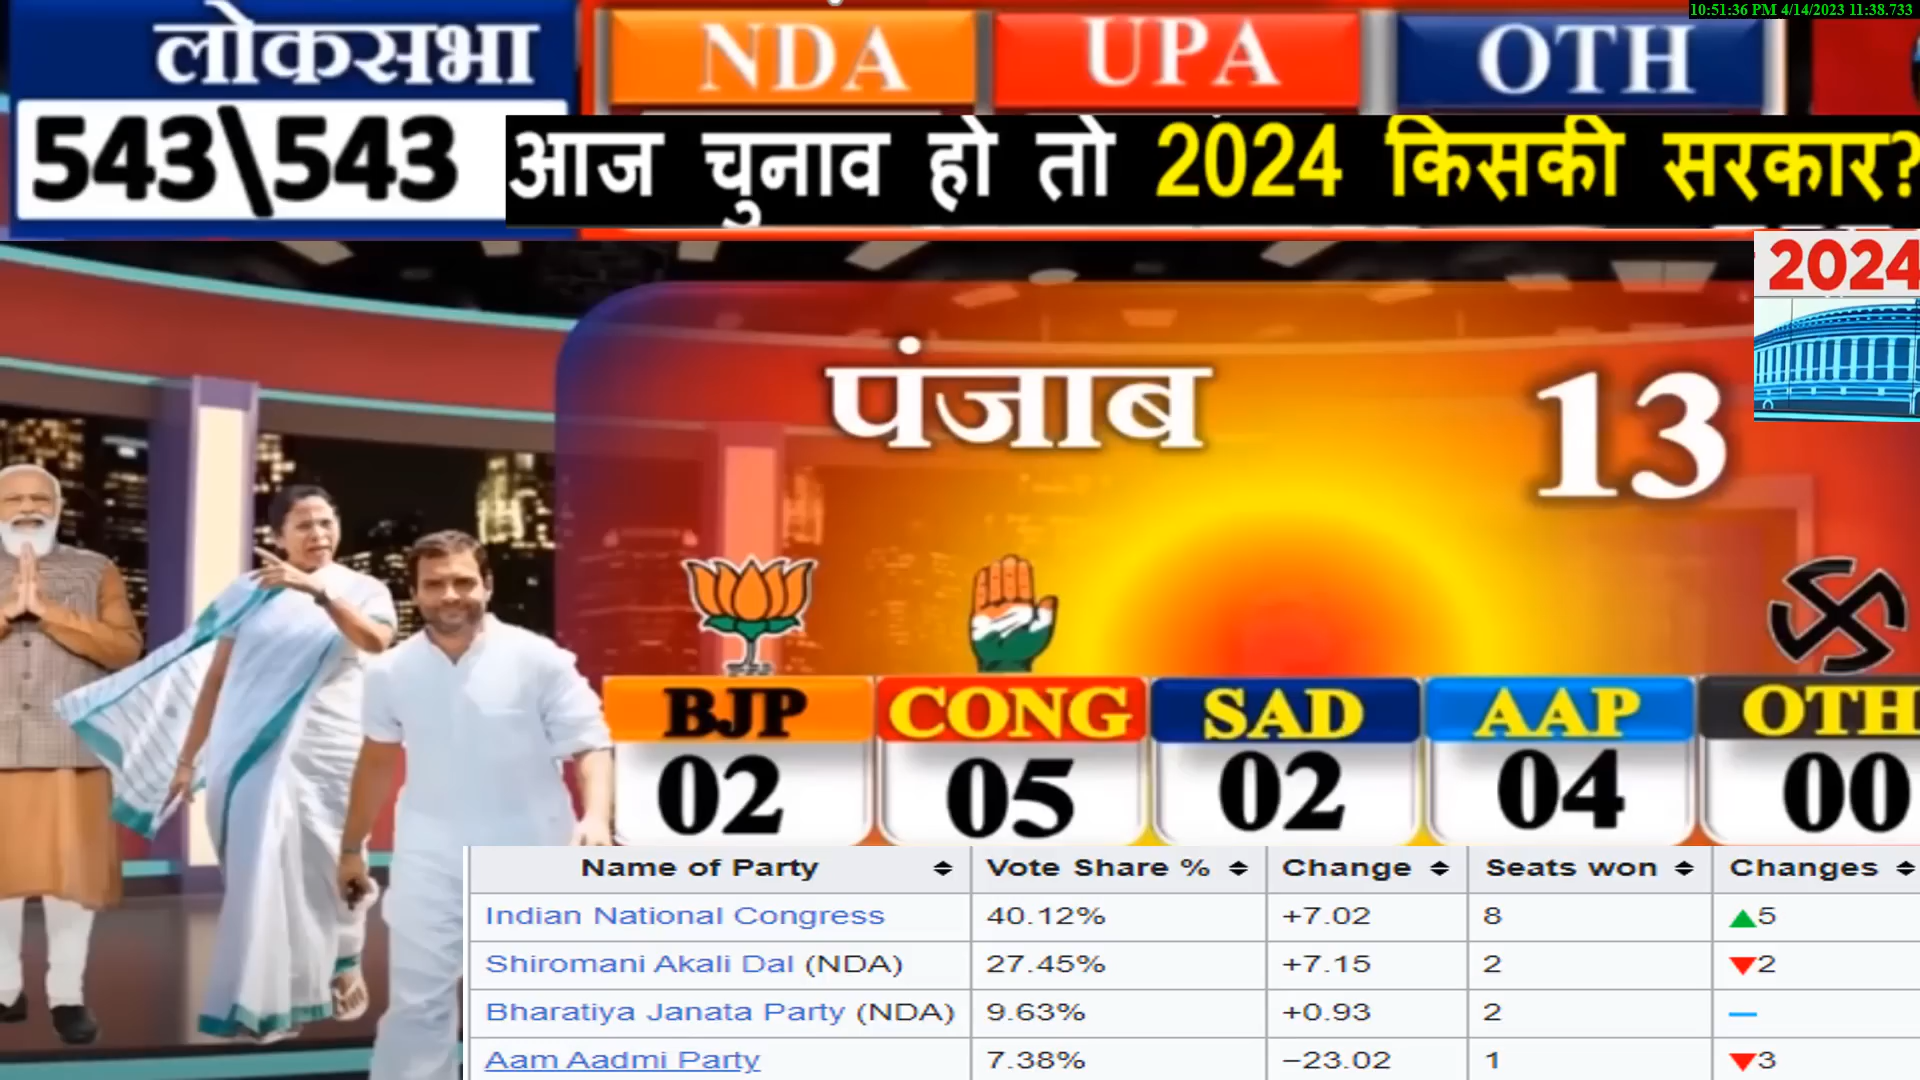 10:51:36 PM 4/14/2023 11:38.733
लोकसभा NDA UPA OTH
543\543
आज चुनाव हो तो 2024 किसकी सरकार?
2024
पंजाब 13
BJP CONG SAD AAP OTH
02 05 02 04 00
Name of Party Vote Share % Change Seats won Changes
Indian National Congress 40.12% +7.02 8 ▲5
Shiromani Akali Dal (NDA) 27.45% +7.15 2 ▼2
Bharatiya Janata Party (NDA) 9.63% +0.93 2 —
Aam Aadmi Party 7.38% −23.02 1 ▼3